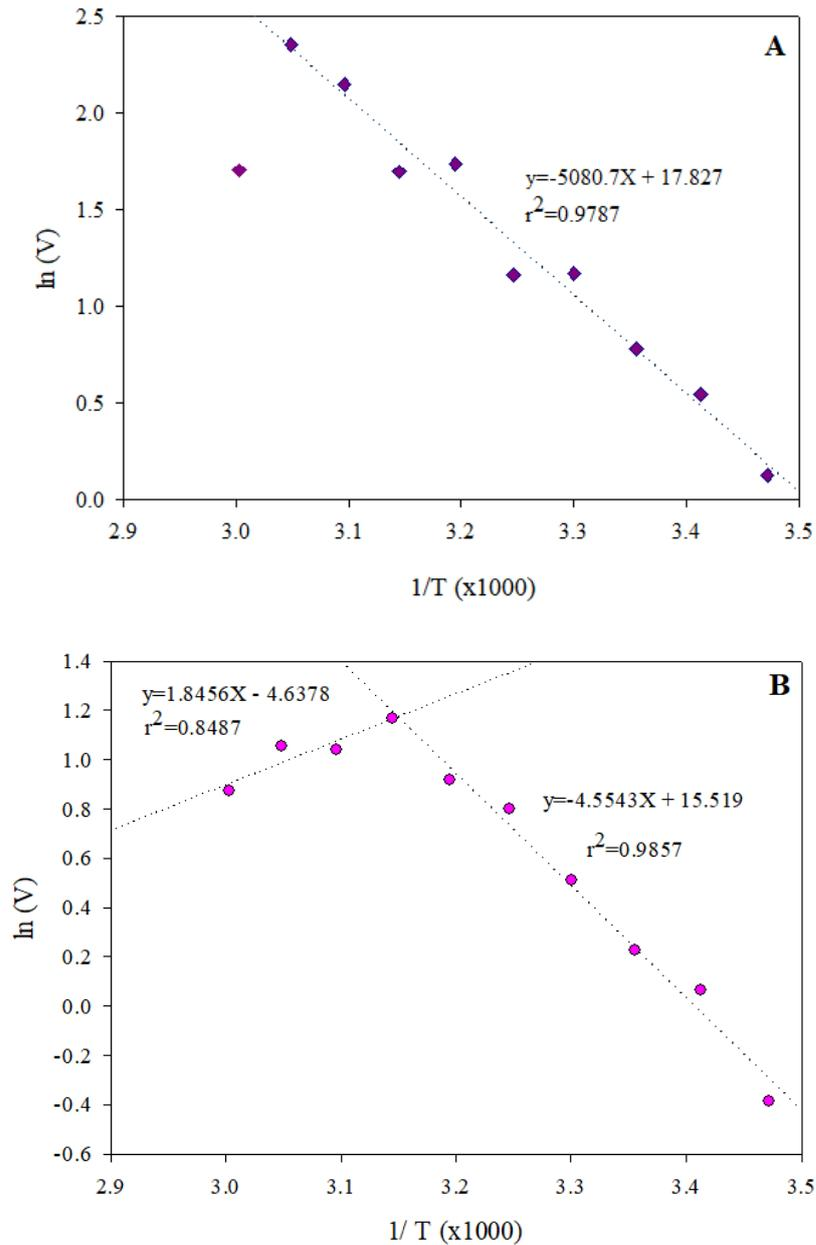 A
2.5
2.0
1.5
1.0
0.5
0.0
ln (V)
y=-5080.7X + 17.827
r2=0.9787
2.9 3.0 3.1 3.2 3.3 3.4 3.5
1/T (x1000)
B
1.4
1.2
1.0
0.8
0.6
0.4
0.2
0.0
-0.2
-0.4
-0.6
ln (V)
y=1.8456X - 4.6378
r2=0.8487
y=-4.5543X + 15.519
r2=0.9857
2.9 3.0 3.1 3.2 3.3 3.4 3.5
1/ T (x1000)